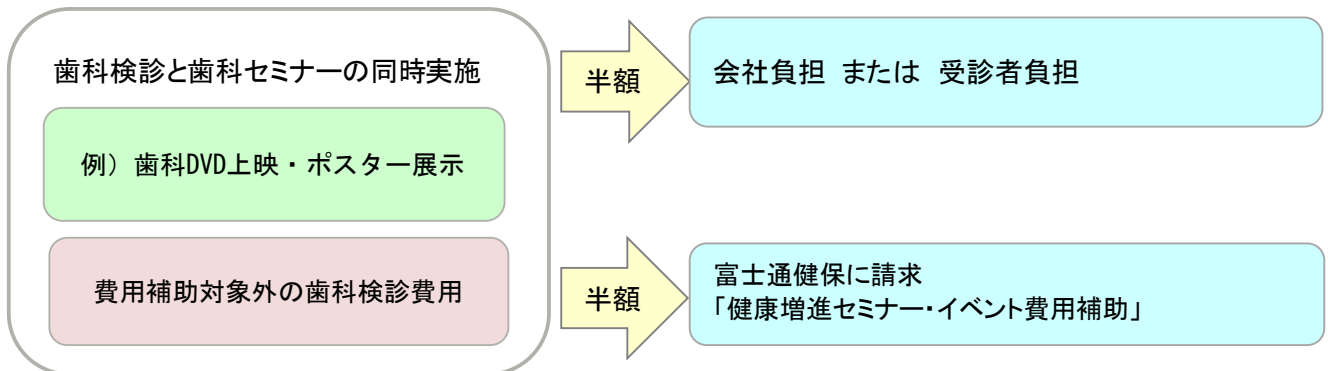 歯科検診と歯科セミナーの同時実施
例）歯科DVD上映・ポスター展示
費用補助対象外の歯科検診費用
半額
会社負担 または 受診者負担
半額
富士通健保に請求
「健康増進セミナー・イベント費用補助」